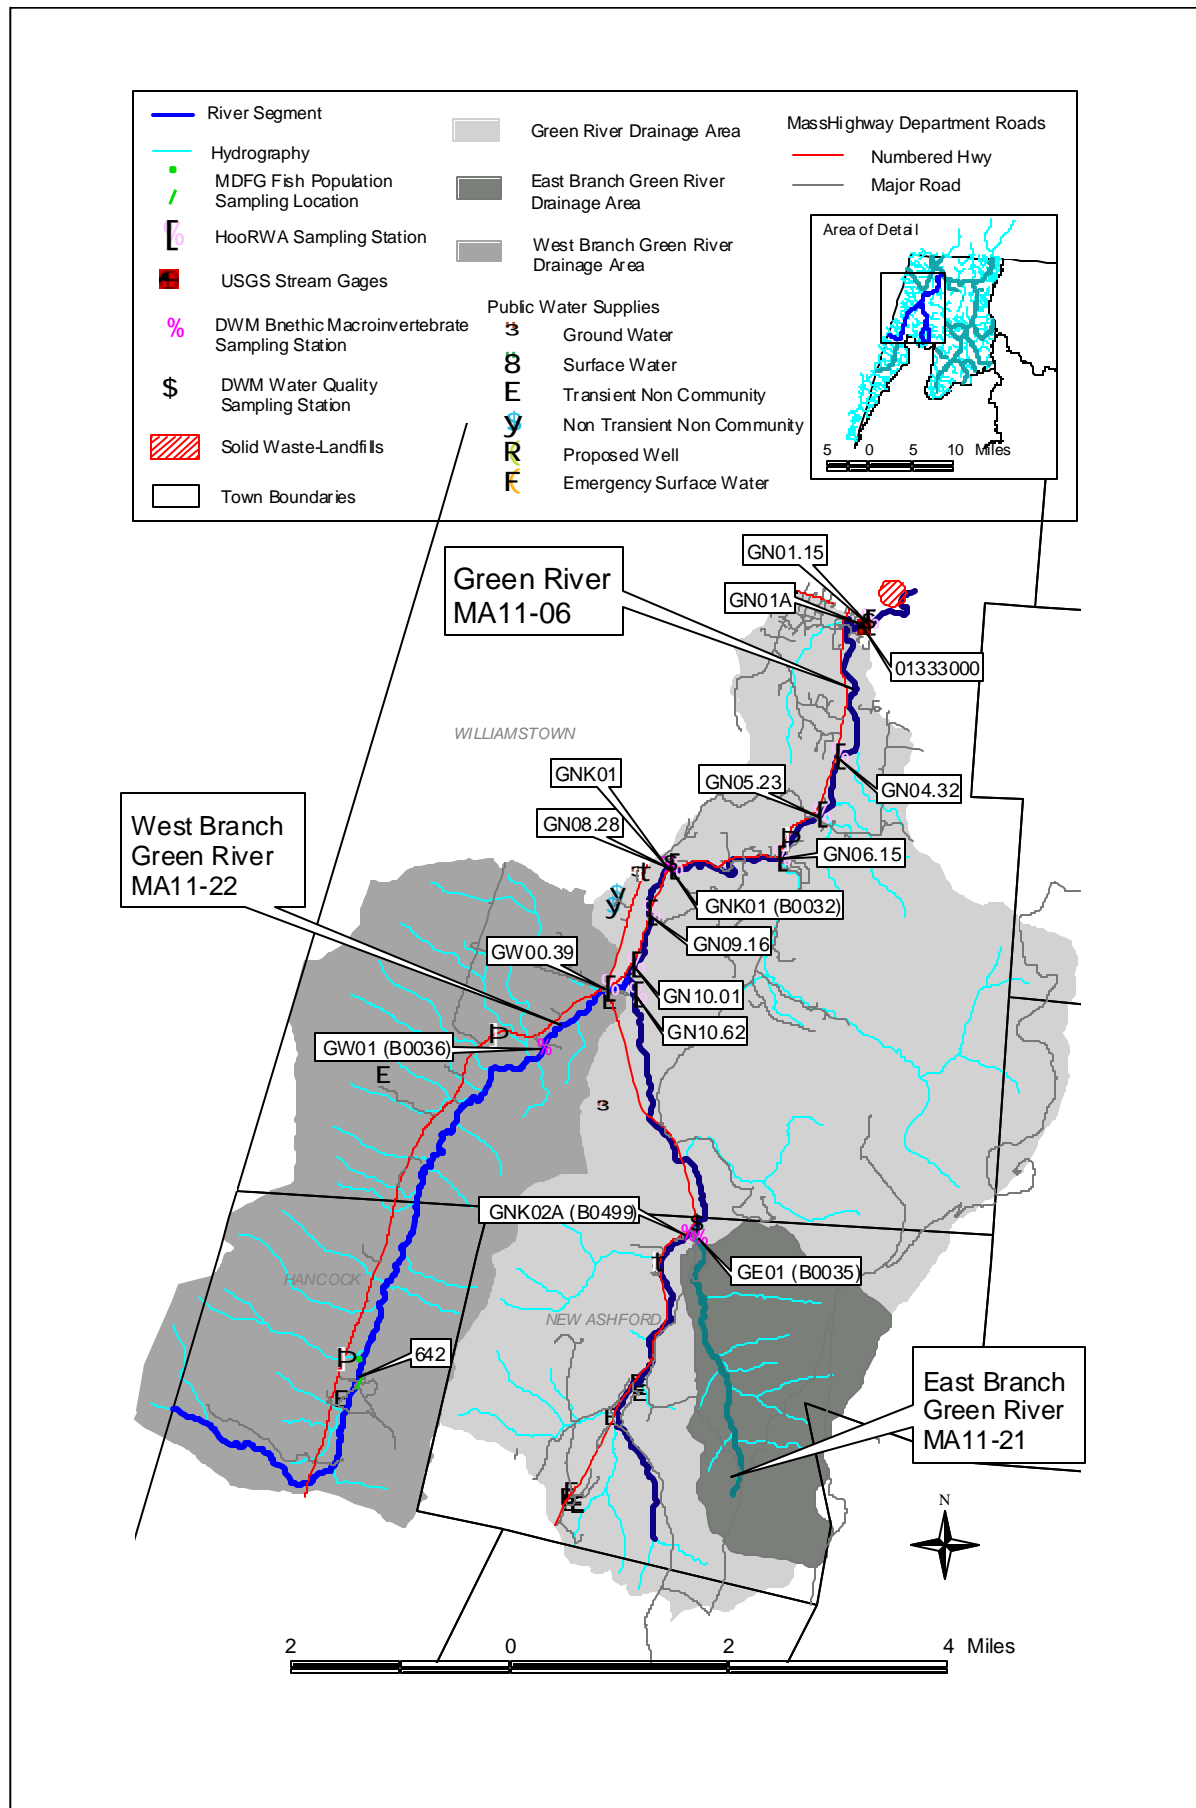 River Segment
Hydrography
MDFG Fish Population
Sampling Location
HooRWA Sampling Station
USGS Stream Gages
% DWM Bnethic Macroinvertebrate
Sampling Station
$ DWM Water Quality
Sampling Station
Solid Waste-Landfills
Town Boundaries
Green River Drainage Area
East Branch Green River
Drainage Area
West Branch Green River
Drainage Area
Public Water Supplies
3 Ground Water
8 Surface Water
E Transient Non Community
y Non Transient Non Community
R Proposed Well
F Emergency Surface Water
MassHighway Department Roads
Numbered Hwy
Major Road
Area of Detail
5 0 5 10 Miles
GN01.15
Green River
MA11-06
GN01A
01333000
WILLIAMSTOWN
GNK01
GN05.23
GN04.32
GN08.28
West Branch
Green River
MA11-22
GN06.15
GNK01 (B0032)
GN09.16
GW00.39
GN10.01
GN10.62
GW01 (B0036)
P
E
3
GNK02A (B0499)
GE01 (B0035)
HANCOCK
NEW ASHFORD
642
East Branch
Green River
MA11-21
N
2 0 2 4 Miles